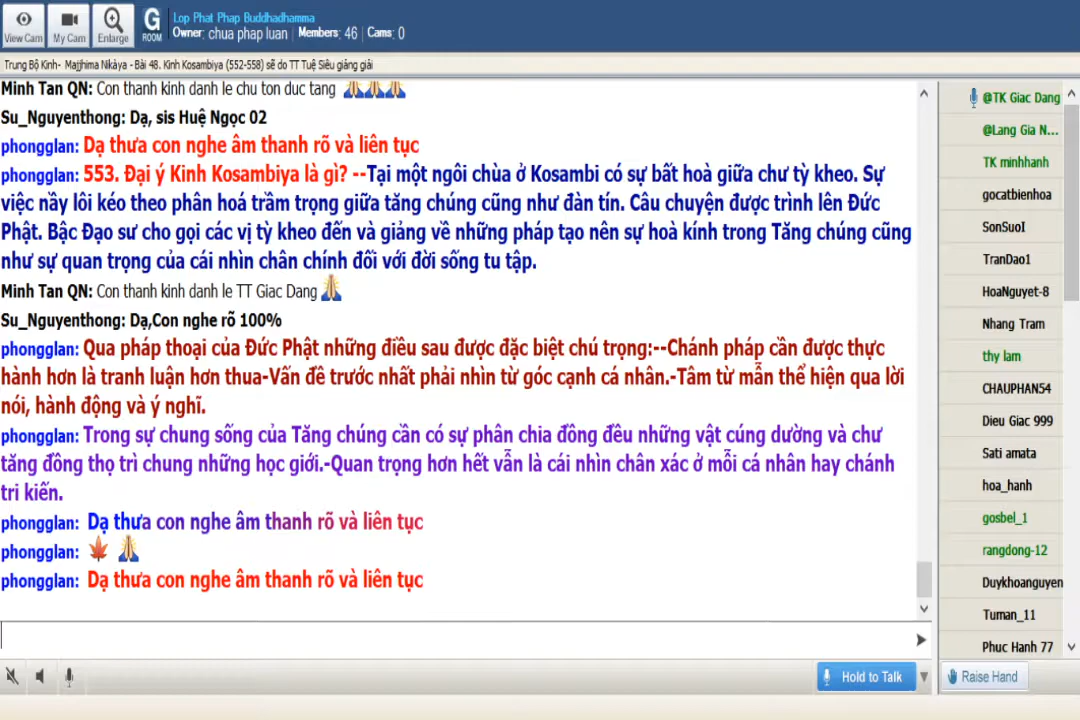 View Cam
My Cam
Enlarge
G
ROOM
Lop Phat Phap Buddhadhamma
Owner: chua phap luan | Members: 46 | Cams: 0
Trung Bộ Kinh- Majjhima Nikàya - Bài 48. Kinh Kosambiya (552-558) sẽ do TT Tuệ Siêu giảng giải
Minh Tan QN: Con thanh kinh danh le chu ton duc tang
Su_Nguyenthong: Dạ, sis Huệ Ngọc 02
phongglan: Dạ thưa con nghe âm thanh rõ và liên tục
phongglan: 553. Đại ý Kinh Kosambiya là gì? --Tại một ngôi chùa ở Kosambi có sự bất hoà giữa chư tỳ kheo. Sự
việc nầy lôi kéo theo phân hoá trầm trọng giữa tăng chúng cũng như đàn tín. Câu chuyện được trình lên Đức
Phật. Bậc Đạo sư cho gọi các vị tỳ kheo đến và giảng về những pháp tạo nên sự hoà kính trong Tăng chúng cũng
như sự quan trọng của cái nhìn chân chính đối với đời sống tu tập.
Minh Tan QN: Con thanh kinh danh le TT Giac Dang
Su_Nguyenthong: Dạ,Con nghe rõ 100%
phongglan: Qua pháp thoại của Đức Phật những điều sau được đặc biệt chú trọng:--Chánh pháp cần được thực
hành hơn là tranh luận hơn thua-Vấn đề trước nhất phải nhìn từ góc cạnh cá nhân.-Tâm từ mẫn thể hiện qua lời
nói, hành động và ý nghĩ.
phongglan: Trong sự chung sống của Tăng chúng cần có sự phân chia đồng đều những vật cúng dường và chư
tăng đồng thọ trì chung những học giới.-Quan trọng hơn hết vẫn là cái nhìn chân xác ở mỗi cá nhân hay chánh
tri kiến.
phongglan: Dạ thưa con nghe âm thanh rõ và liên tục
phongglan:
phongglan: Dạ thưa con nghe âm thanh rõ và liên tục
Hold to Talk
@TK Giac Dang
@Lang Gia N...
TK minhhanh
gocatbienhoa
SonSuoI
TranDao1
HoaNguyet-8
Nhang Tram
thy lam
CHAUPHAN54
Dieu Giac 999
Sati amata
hoa_hanh
gosbel_1
rangdong-12
Duykhoanguyen
Tuman_11
Phuc Hanh 77
Raise Hand